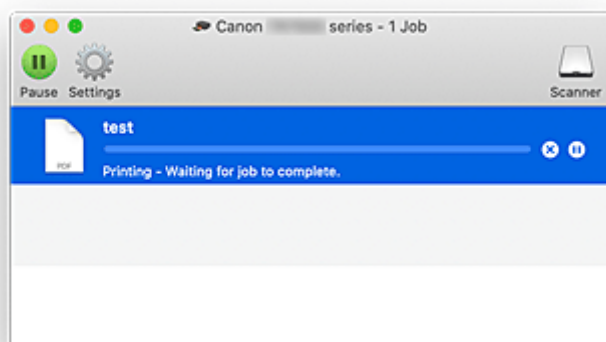 Canon series - 1 Job
Pause Settings
Scanner
test
PDF
Printing - Waiting for job to complete.